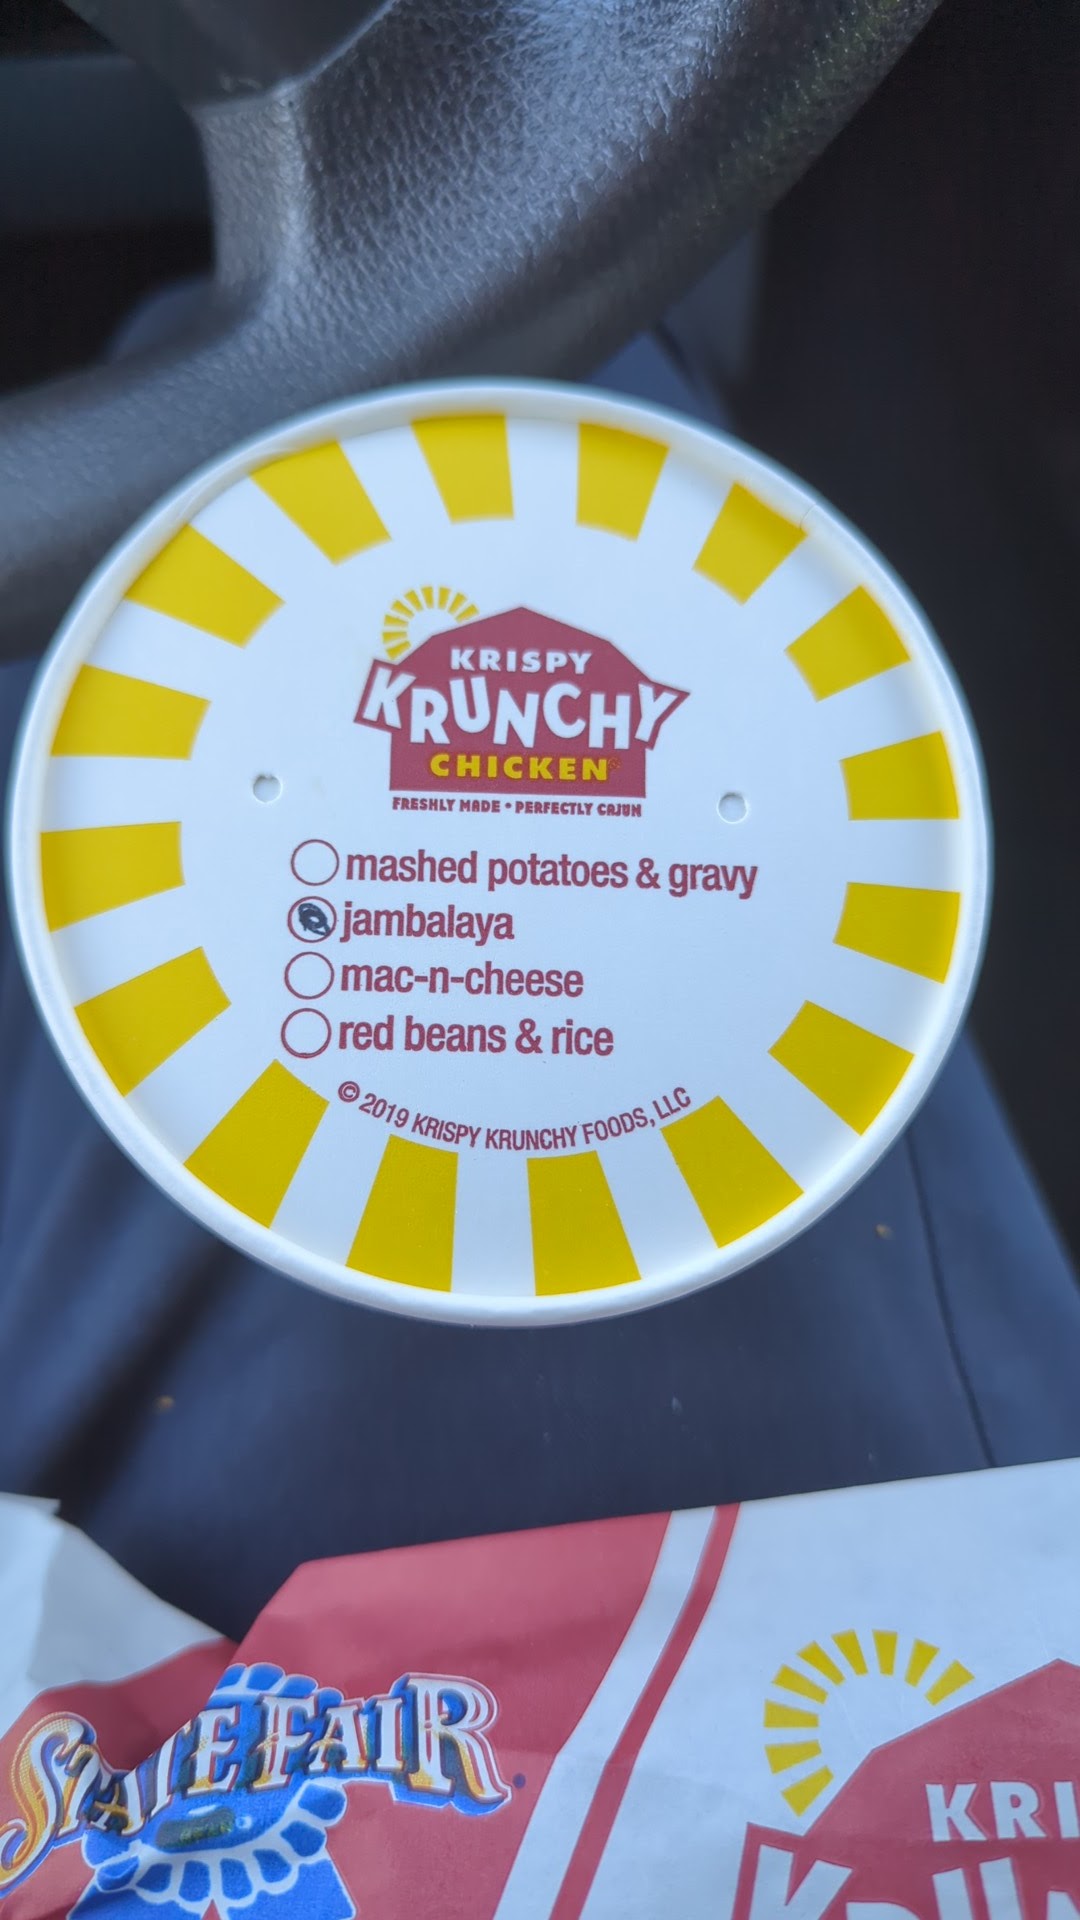 KRISPY
KRUNCHY
CHICKEN
FRESHLY MADE • PERFECTLY CAJUN
mashed potatoes & gravy
jambalaya
mac-n-cheese
red beans & rice
© 2019 KRISPY KRUNCHY FOODS, LLC
STATE FAIR
KRI
KRUN